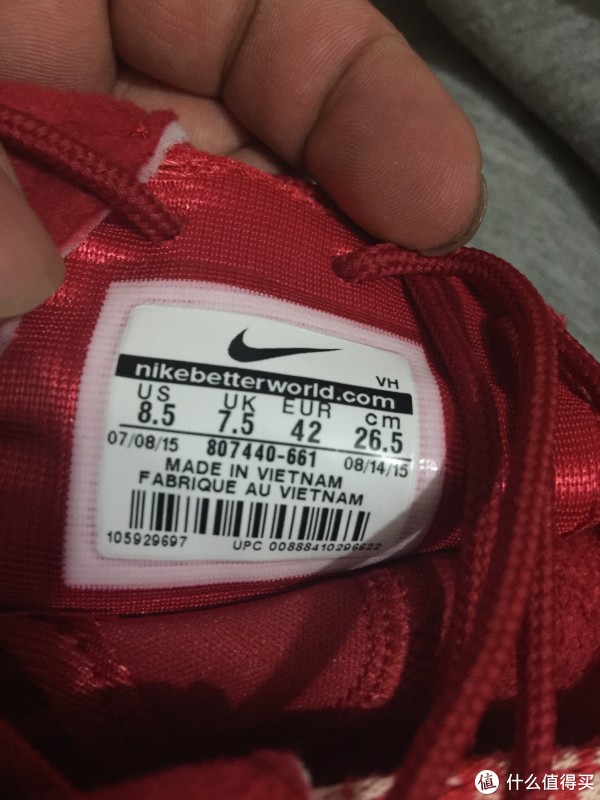 VH
nikebetterworld.com
US UK EUR cm
8.5 7.5 42 26.5
07/08/15 807440-661 08/14/15
MADE IN VIETNAM
FABRIQUE AU VIETNAM
105929697 UPC 00888410296622
值 什么值得买